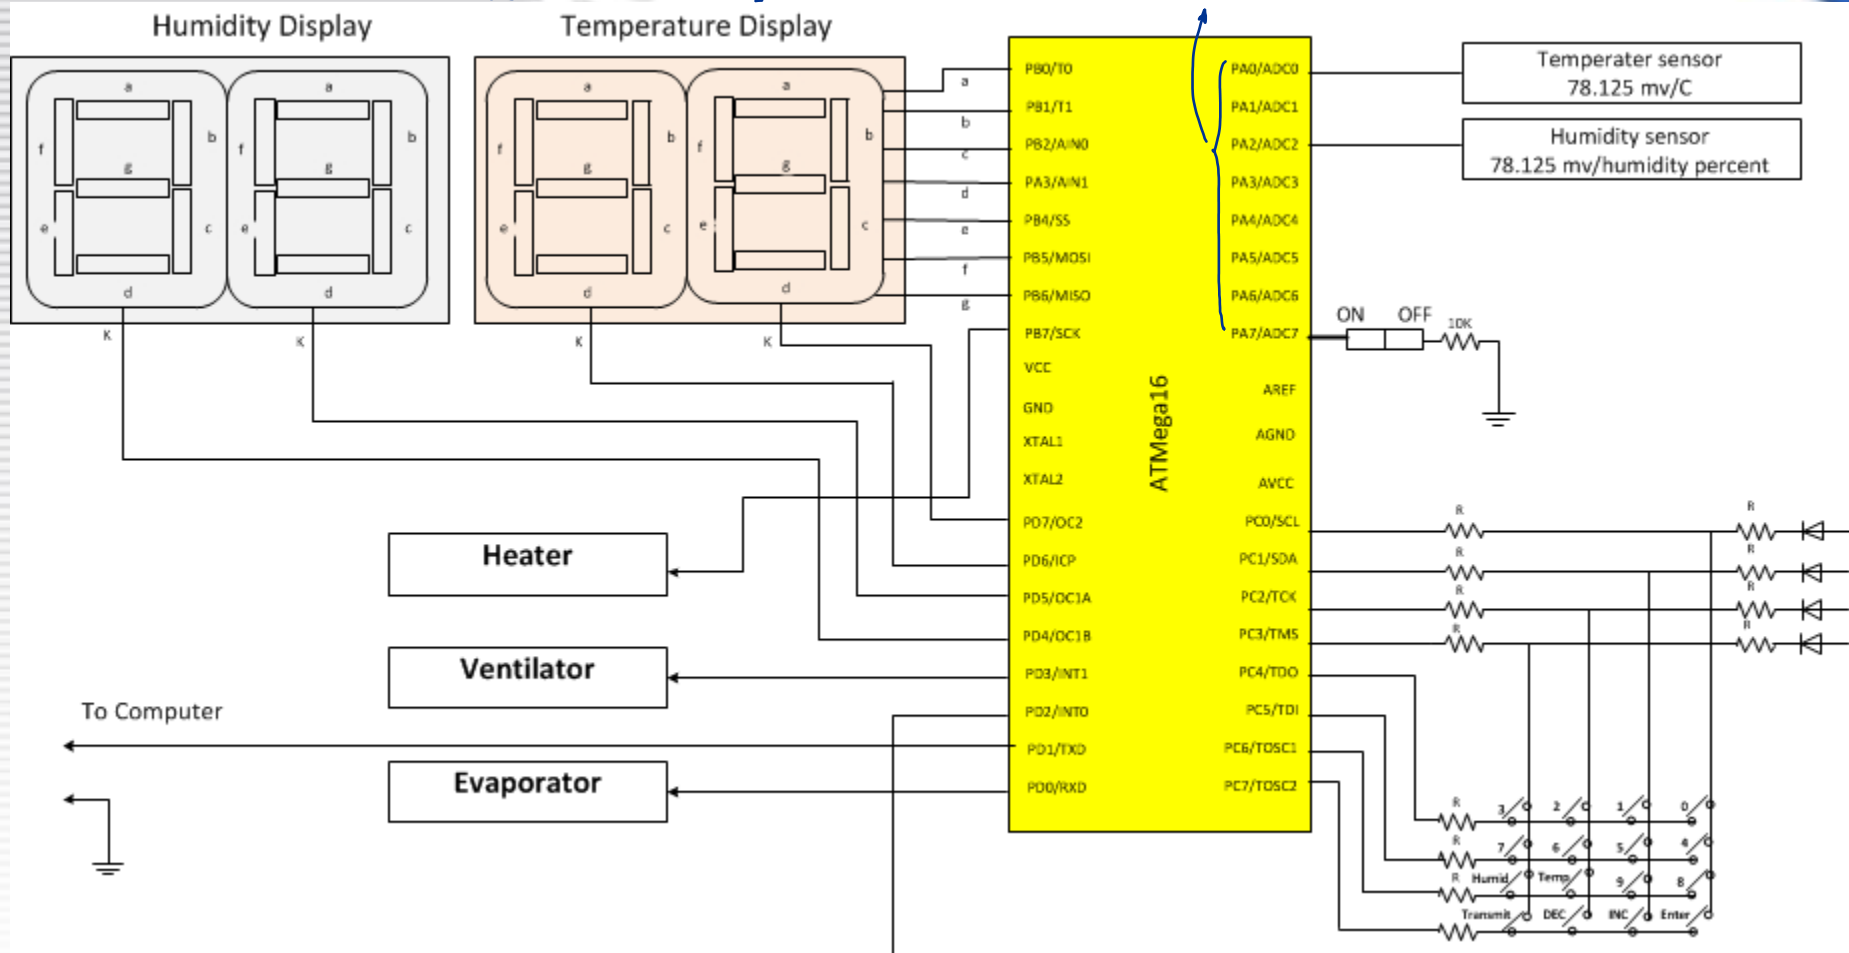 Humidity Display
Temperature Display
a
b
c
d
e
f
g
a
b
c
d
e
f
g
a
b
c
d
e
f
g
a
b
c
d
e
f
g
K
K
K
K
a
b
c
d
e
f
g
PB0/T0
PB1/T1
PB2/AIN0
PA3/AIN1
PB4/SS
PB5/MOSI
PB6/MISO
PB7/SCK
VCC
GND
XTAL1
XTAL2
PD7/OC2
PD6/ICP
PD5/OC1A
PD4/OC1B
PD3/INT1
PD2/INT0
PD1/TXD
PD0/RXD
ATMega16
PA0/ADC0
PA1/ADC1
PA2/ADC2
PA3/ADC3
PA4/ADC4
PA5/ADC5
PA6/ADC6
PA7/ADC7
AREF
AGND
AVCC
PC0/SCL
PC1/SDA
PC2/TCK
PC3/TMS
PC4/TDO
PC5/TDI
PC6/TOSC1
PC7/TOSC2
Temperater sensor
78.125 mv/C
Humidity sensor
78.125 mv/humidity percent
ON OFF
10K
Heater
Ventilator
To Computer
Evaporator
R R
R R
R R
R R
R 3 2 1 0
R 7 6 5 4
R Humid Temp 9 8
Transmit DEC INC Enter